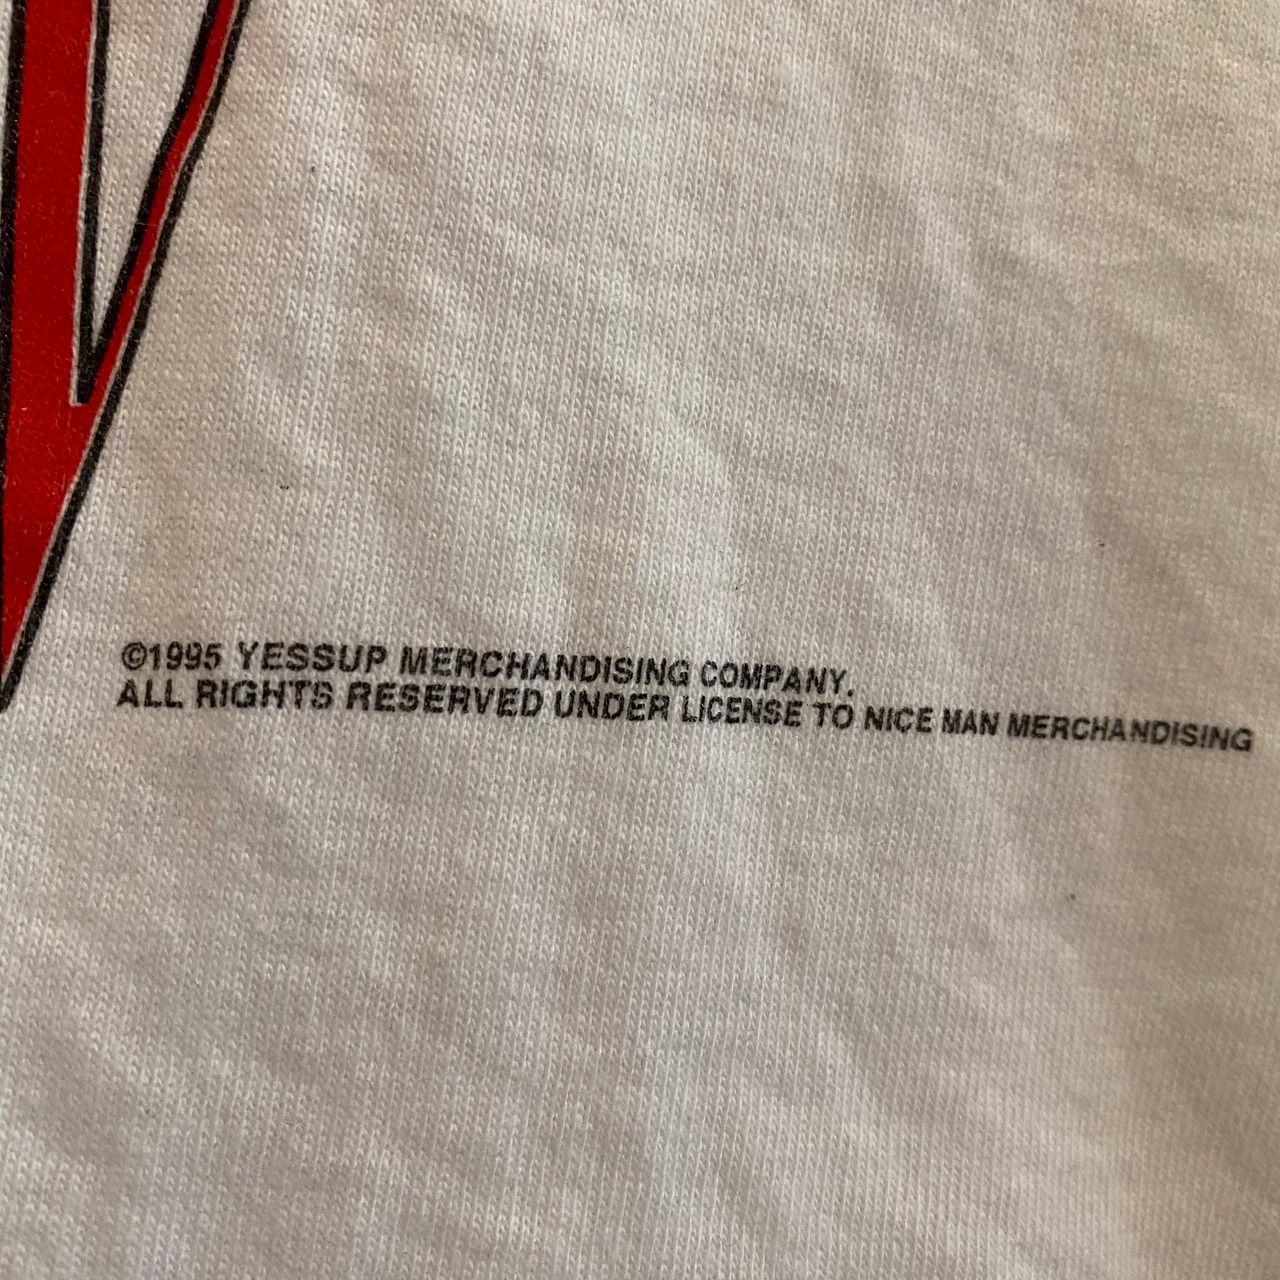 ©1995 YESSUP MERCHANDISING COMPANY.
ALL RIGHTS RESERVED UNDER LICENSE TO NICE MAN MERCHANDISING